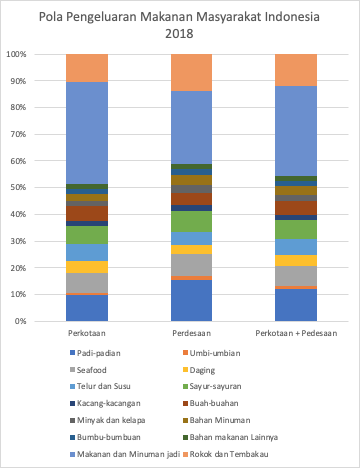 Pola Pengeluaran Makanan Masyarakat Indonesia
2018
100%
90%
80%
70%
60%
50%
40%
30%
20%
10%
0%
Perkotaan Perdesaan Perkotaan + Pedesaan
Padi-padian Umbi-umbian
Seafood Daging
Telur dan Susu Sayur-sayuran
Kacang-kacangan Buah-buahan
Minyak dan kelapa Bahan Minuman
Bumbu-bumbuan Bahan makanan Lainnya
Makanan dan Minuman jadi Rokok dan Tembakau